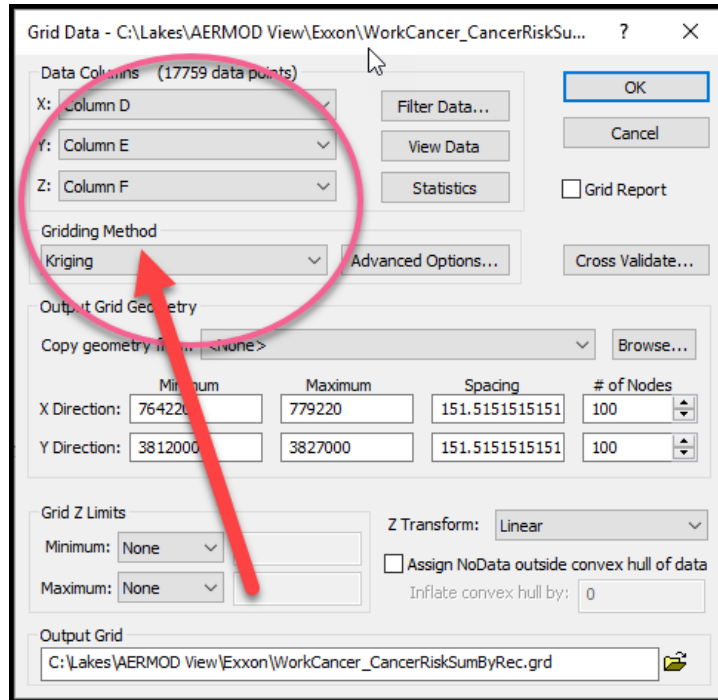 Grid Data - C:\Lakes\AERMOD View\Exxon\WorkCancer_CancerRiskSu... ? X
Data Columns (17759 data points)
X: Column D
Filter Data...
OK
Y: Column E
View Data
Cancel
Z: Column F
Statistics
Grid Report
Gridding Method
Kriging
Advanced Options...
Cross Validate...
Output Grid Geometry
Copy geometry <None>
Browse...
Minimum Maximum Spacing # of Nodes
X Direction: 764220 779220 151.5151515151 100
Y Direction: 3812000 3827000 151.5151515151 100
Grid Z Limits
Z Transform: Linear
Minimum: None
Assign NoData outside convex hull of data
Maximum: None
Inflate convex hull by: 0
Output Grid
C:\Lakes\AERMOD View\Exxon\WorkCancer_CancerRiskSumByRec.grd